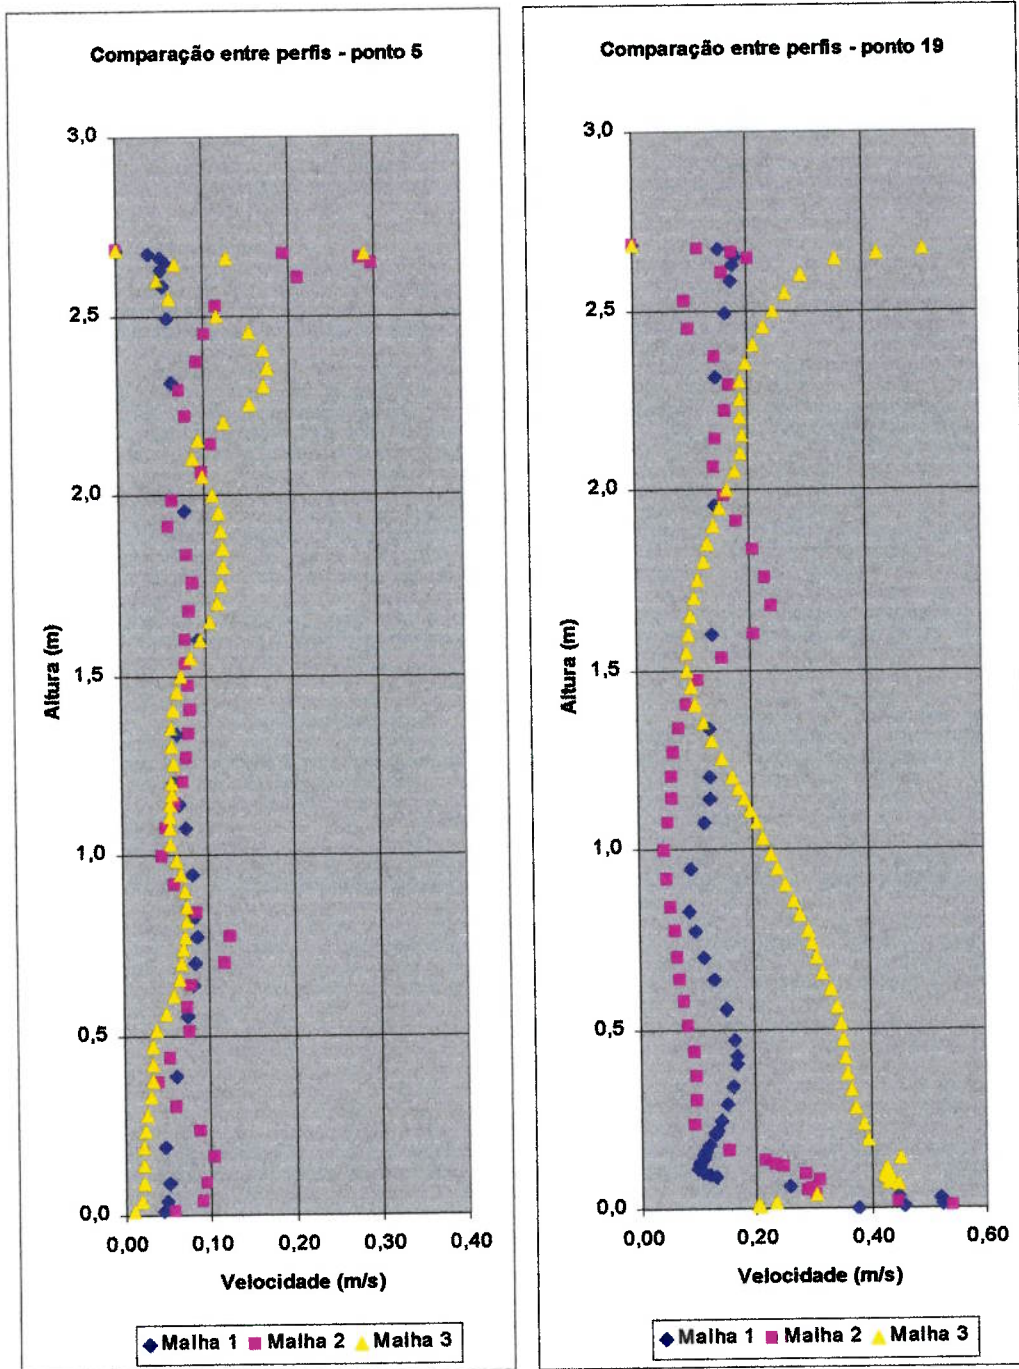 Comparação entre perfis - ponto 5
3,0
2,5
2,0
1,5
1,0
0,5
0,0
Altura (m)
0,00 0,10 0,20 0,30 0,40
Velocidade (m/s)
Malha 1 Malha 2 Malha 3
Comparação entre perfis - ponto 19
3,0
2,5
2,0
1,5
1,0
0,5
0,0
Altura (m)
0,00 0,20 0,40 0,60
Velocidade (m/s)
Malha 1 Malha 2 Malha 3